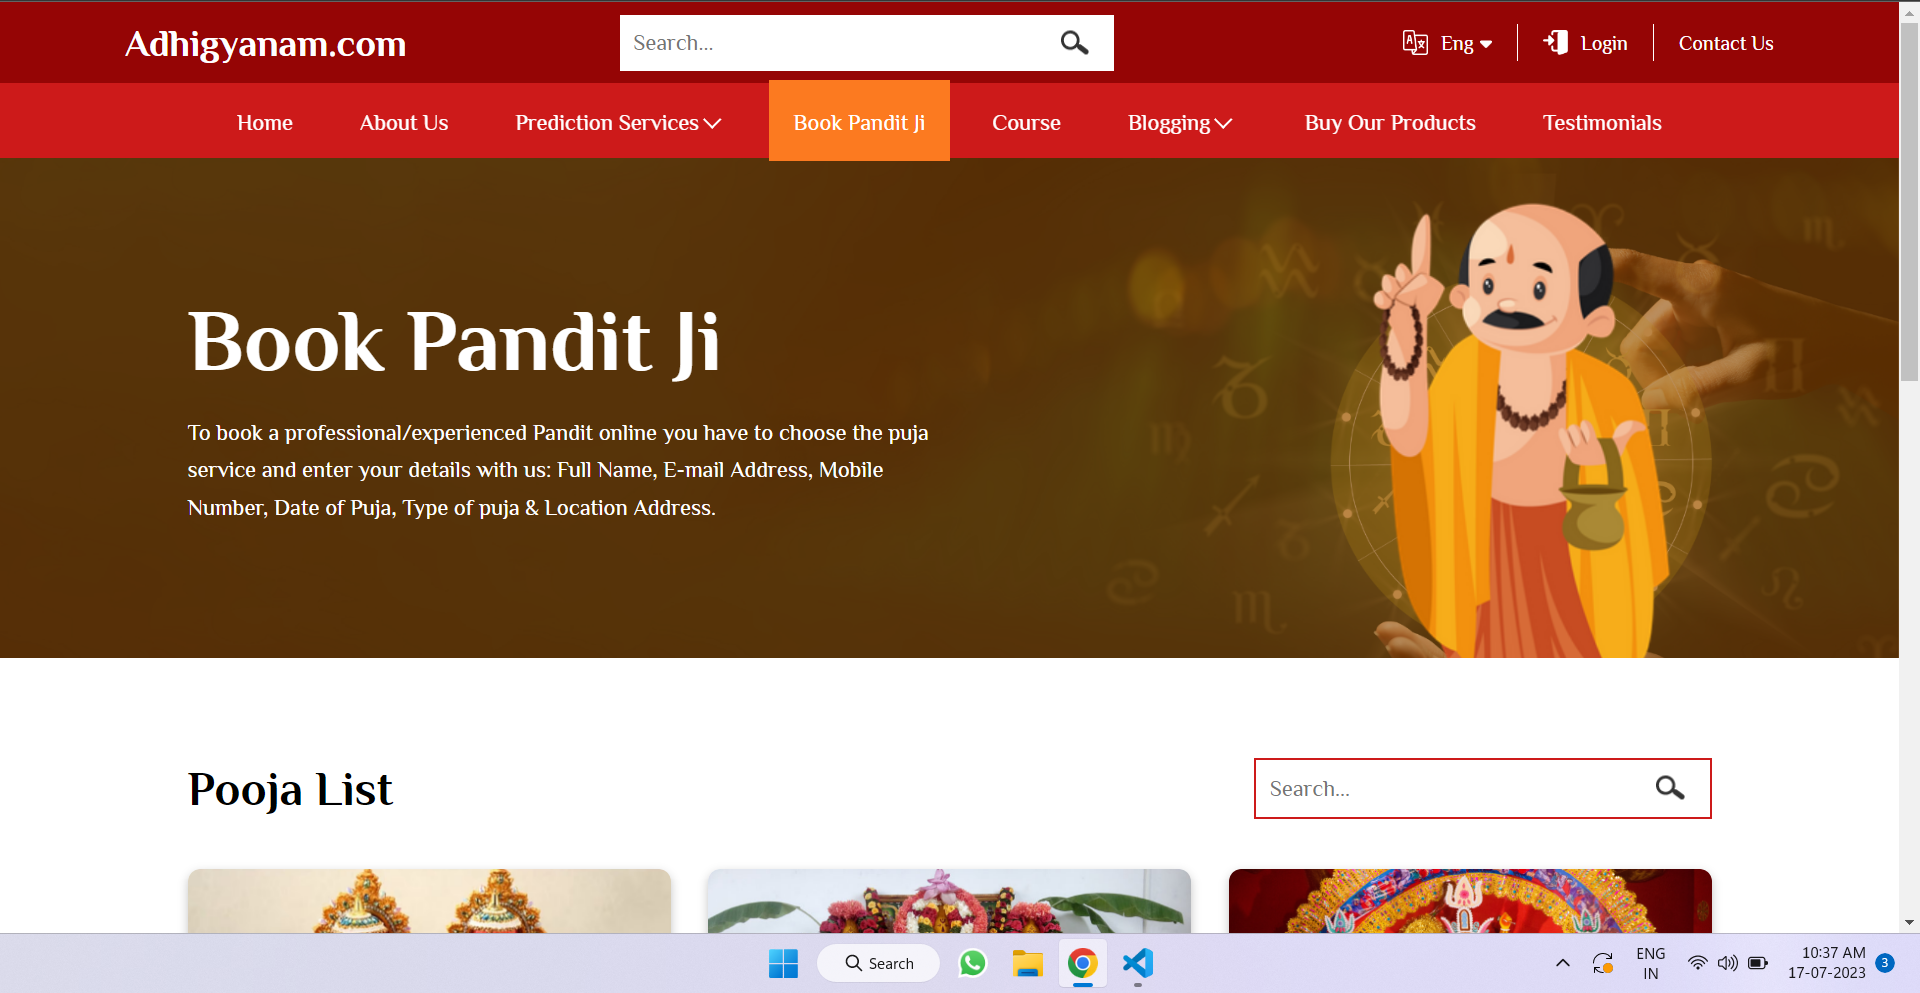 Adhigyanam.com
Search...
Eng
Login
Contact Us
Home
About Us
Prediction Services
Book Pandit Ji
Course
Blogging
Buy Our Products
Testimonials
Book Pandit Ji
To book a professional/experienced Pandit online you have to choose the puja
service and enter your details with us: Full Name, E-mail Address, Mobile
Number, Date of Puja, Type of puja & Location Address.
Pooja List
Search...
Search
ENG
IN
10:37 AM
17-07-2023
3